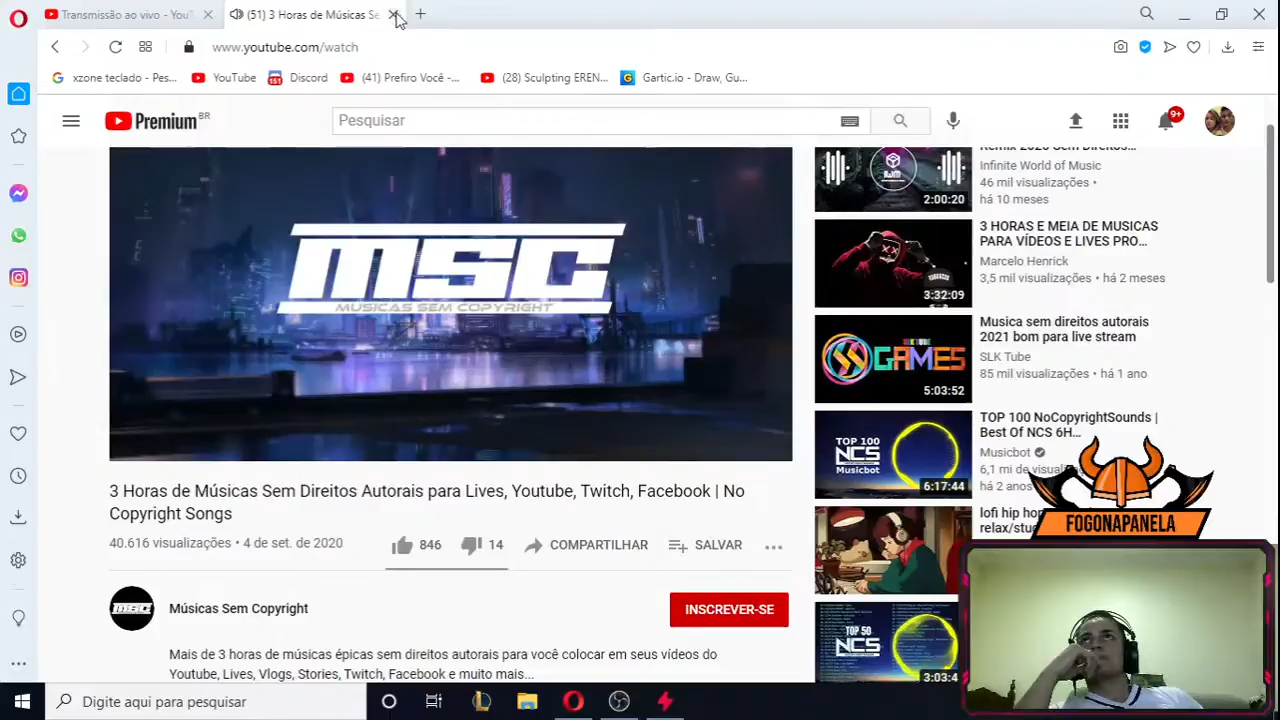 Transmissão ao vivo - You
(51) 3 Horas de Músicas Se
www.youtube.com/watch
xzone teclado - Pes...
YouTube
151
Discord
(41) Prefiro Você -...
(28) Sculpting EREN...
Gartic.io - Draw, Gu...
Premium BR
Pesquisar
9+
MSC
MUSICAS SEM COPYRIGHT
3 Horas de Músicas Sem Direitos Autorais para Lives, Youtube, Twitch, Facebook | No
Copyright Songs
40.616 visualizações • 4 de set. de 2020
846
14
COMPARTILHAR
SALVAR
MSC
Músicas Sem Copyright
INSCREVER-SE
Mais de 3 horas de músicas épicas sem direitos autorais para você colocar em seus vídeos do
Youtube, Lives, Vlogs, Stories, Twitch, Facebook e muito mais...
Remix 2020 Sem Direitos...
Infinite World of Music
46 mil visualizações •
há 10 meses
IWM
2:00:20
3 HORAS E MEIA DE MUSICAS
PARA VÍDEOS E LIVES PRO...
Marcelo Henrick
3,5 mil visualizações • há 2 meses
3:32:09
Musica sem direitos autorais
2021 bom para live stream
SLK Tube
85 mil visualizações • há 1 ano
SLK TUBE
GAMES
5:03:52
TOP 100 NoCopyrightSounds |
Best Of NCS 6H...
Musicbot
6,1 mi de visuali
há 2 anos
TOP 100
NCS
Musicbot
6:17:44
lofi hip ho
relax/stu
TOP 50
NCS
3:03:4
FOGONAPANELA
Digite aqui para pesquisar